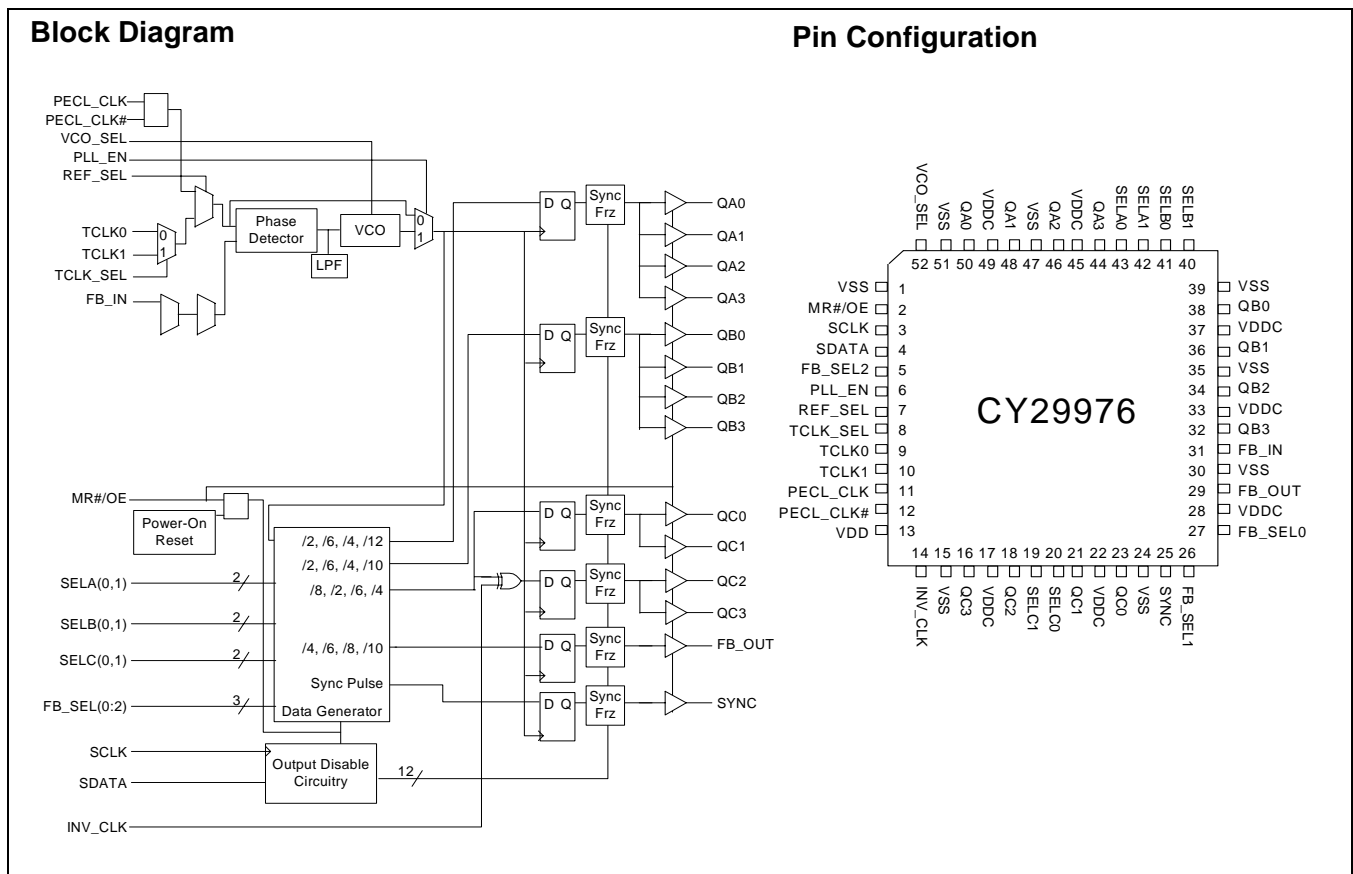 Block Diagram
PECL_CLK
PECL_CLK#
VCO_SEL
PLL_EN
REF_SEL
TCLK0
TCLK1
TCLK_SEL
FB_IN
0
1
Phase
Detector
LPF
VCO
0
1
MR#/OE
Power-On
Reset
SELA(0,1)
2
SELB(0,1)
2
SELC(0,1)
2
FB_SEL(0:2)
3
SCLK
SDATA
INV_CLK
/2, /6, /4, /12
/2, /6, /4, /10
/8, /2, /6, /4
/4, /6, /8, /10
Sync Pulse
Data Generator
Output Disable
Circuitry
12
D Q
Sync
Frz
QA0
QA1
QA2
QA3
D Q
Sync
Frz
QB0
QB1
QB2
QB3
D Q
Sync
Frz
QC0
QC1
D Q
Sync
Frz
QC2
QC3
D Q
Sync
Frz
FB_OUT
D Q
Sync
Frz
SYNC
Pin Configuration
VCO_SEL
VSS
QA0
VDDC
QA1
VSS
QA2
VDDC
QA3
SELA0
SELA1
SELB0
SELB1
52 51 50 49 48 47 46 45 44 43 42 41 40
VSS 1
MR#/OE 2
SCLK 3
SDATA 4
FB_SEL2 5
PLL_EN 6
REF_SEL 7
TCLK_SEL 8
TCLK0 9
TCLK1 10
PECL_CLK 11
PECL_CLK# 12
VDD 13
CY29976
39 VSS
38 QB0
37 VDDC
36 QB1
35 VSS
34 QB2
33 VDDC
32 QB3
31 FB_IN
30 VSS
29 FB_OUT
28 VDDC
27 FB_SEL0
14 15 16 17 18 19 20 21 22 23 24 25 26
INV_CLK
VSS
QC3
VDDC
QC2
SELC1
SELC0
QC1
VDDC
QC0
VSS
SYNC
FB_SEL1